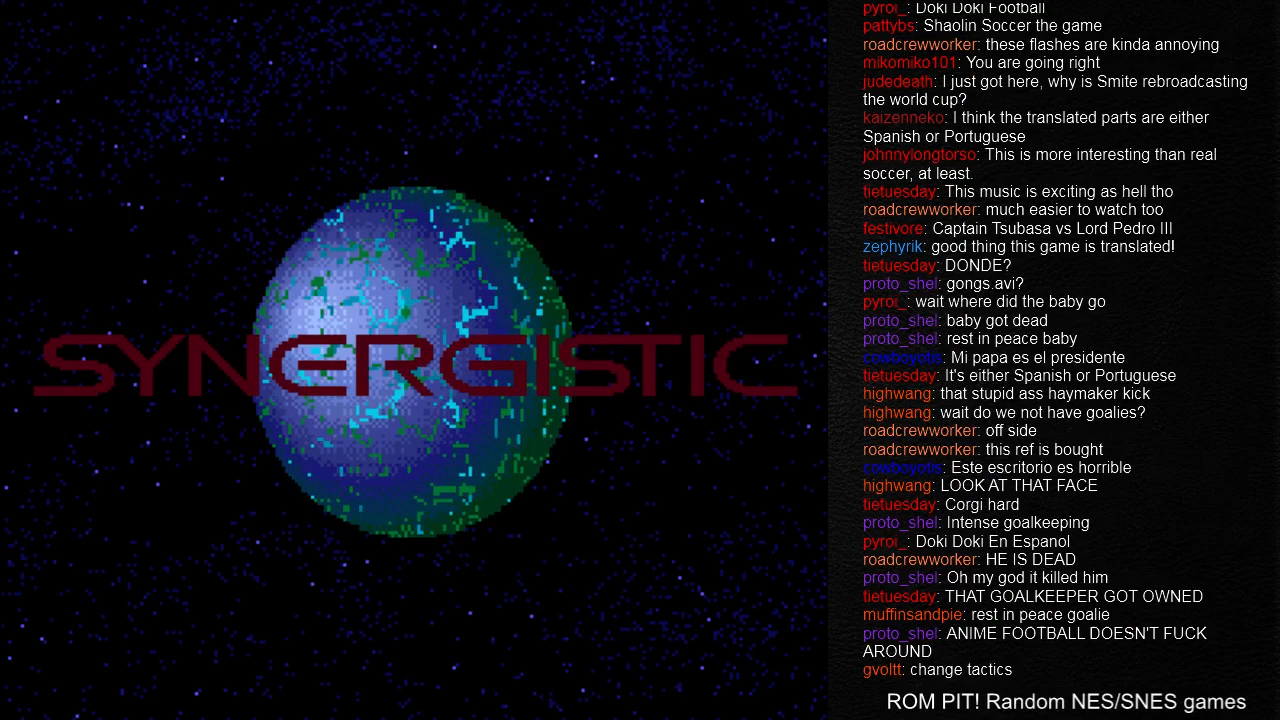 SYNERGISTIC
pyroi_: Doki Doki Football
pattybs: Shaolin Soccer the game
roadcrewworker: these flashes are kinda annoying
mikomiko101: You are going right
judedeath: I just got here, why is Smite rebroadcasting
the world cup?
kaizenneko: I think the translated parts are either
Spanish or Portuguese
johnnylongtorso: This is more interesting than real
soccer, at least.
tietuesday: This music is exciting as hell tho
roadcrewworker: much easier to watch too
festivore: Captain Tsubasa vs Lord Pedro III
zephyrik: good thing this game is translated!
tietuesday: DONDE?
proto_shel: gongs.avi?
pyroi_: wait where did the baby go
proto_shel: baby got dead
proto_shel: rest in peace baby
cowboyotis: Mi papa es el presidente
tietuesday: It's either Spanish or Portuguese
highwang: that stupid ass haymaker kick
highwang: wait do we not have goalies?
roadcrewworker: off side
roadcrewworker: this ref is bought
cowboyotis: Este escritorio es horrible
highwang: LOOK AT THAT FACE
tietuesday: Corgi hard
proto_shel: Intense goalkeeping
pyroi_: Doki Doki En Espanol
roadcrewworker: HE IS DEAD
proto_shel: Oh my god it killed him
tietuesday: THAT GOALKEEPER GOT OWNED
muffinsandpie: rest in peace goalie
proto_shel: ANIME FOOTBALL DOESN'T FUCK
AROUND
gvoltt: change tactics
ROM PIT! Random NES/SNES games